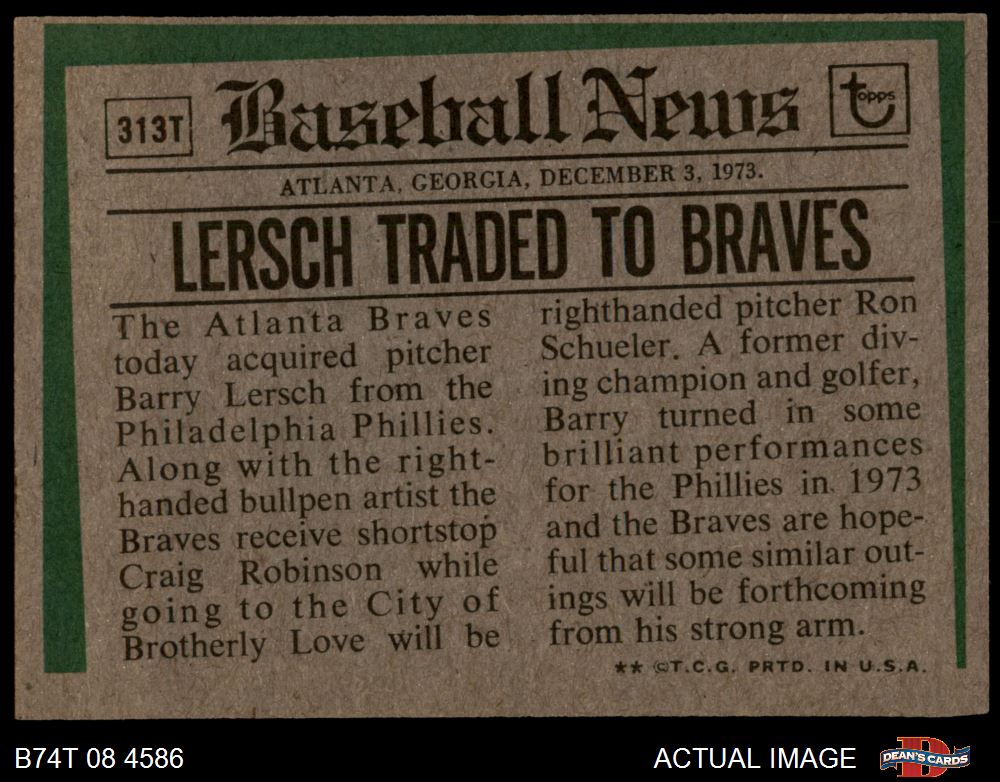 313T
Baseball News
topps
ATLANTA, GEORGIA, DECEMBER 3, 1973.
LERSCH TRADED TO BRAVES
The Atlanta Braves
today acquired pitcher
Barry Lersch from the
Philadelphia Phillies.
Along with the right-
handed bullpen artist the
Braves receive shortstop
Craig Robinson while
going to the City of
Brotherly Love will be
righthanded pitcher Ron
Schueler. A former div-
ing champion and golfer,
Barry turned in some
brilliant performances
for the Phillies in 1973
and the Braves are hope-
ful that some similar out-
ings will be forthcoming
from his strong arm.
** ©T.C.G. PRTD. IN U.S.A.
B74T 08 4586
ACTUAL IMAGE
DEAN'S CARDS